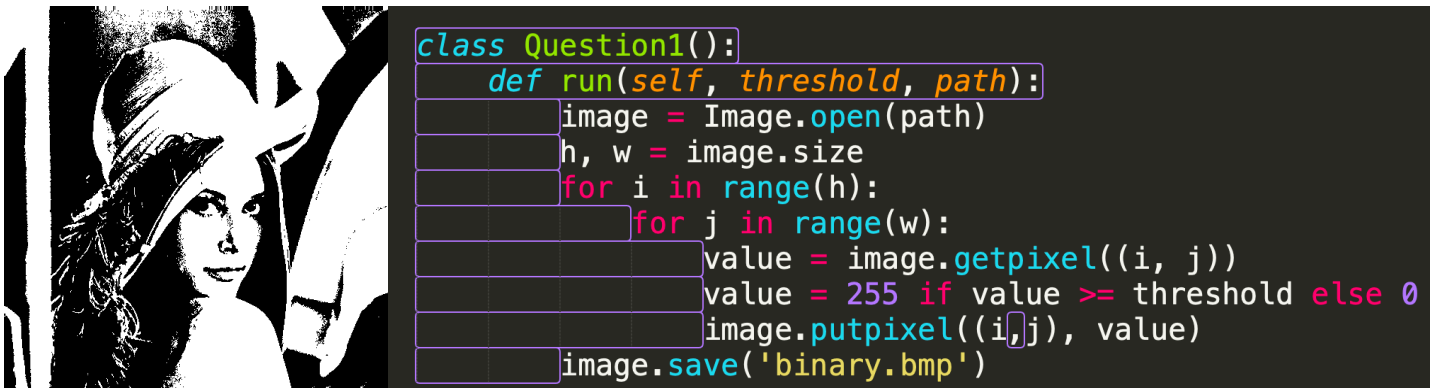 class Question1():
    def run(self, threshold, path):
        image = Image.open(path)
        h, w = image.size
        for i in range(h):
            for j in range(w):
                value = image.getpixel((i, j))
                value = 255 if value >= threshold else 0
                image.putpixel((i,j), value)
        image.save('binary.bmp')